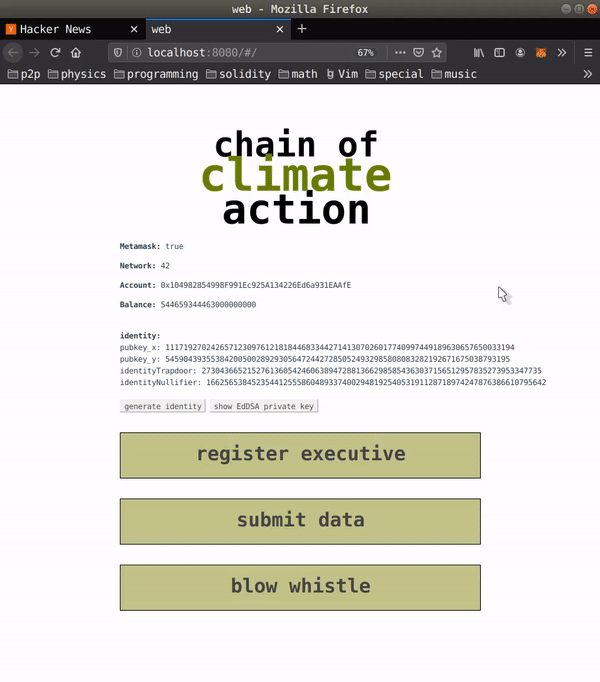 web - Mozilla Firefox
Hacker News
web
localhost:8080/#/
67%
p2p physics programming solidity math Vim special music
chain of
climate
action
Metamask: true
Network: 42
Account: 0x104982854998F991Ec925A134226Ed6a931EAAfE
Balance: 544659344463000000000
identity:
pubkey_x: 11171927024265712309761218184468334427141307026017740997449189630657650033194
pubkey_y: 5459043935538420050028929305647244272850524932985808083282192671675038793195
identityTrapdoor: 273043665215276136054246063894728813662985854363037156512957835273953347735
identityNullifier: 166256538452354412555860489337400294819254053191128718974247876386610795642
generate identity show EdDSA private key
register executive
submit data
blow whistle